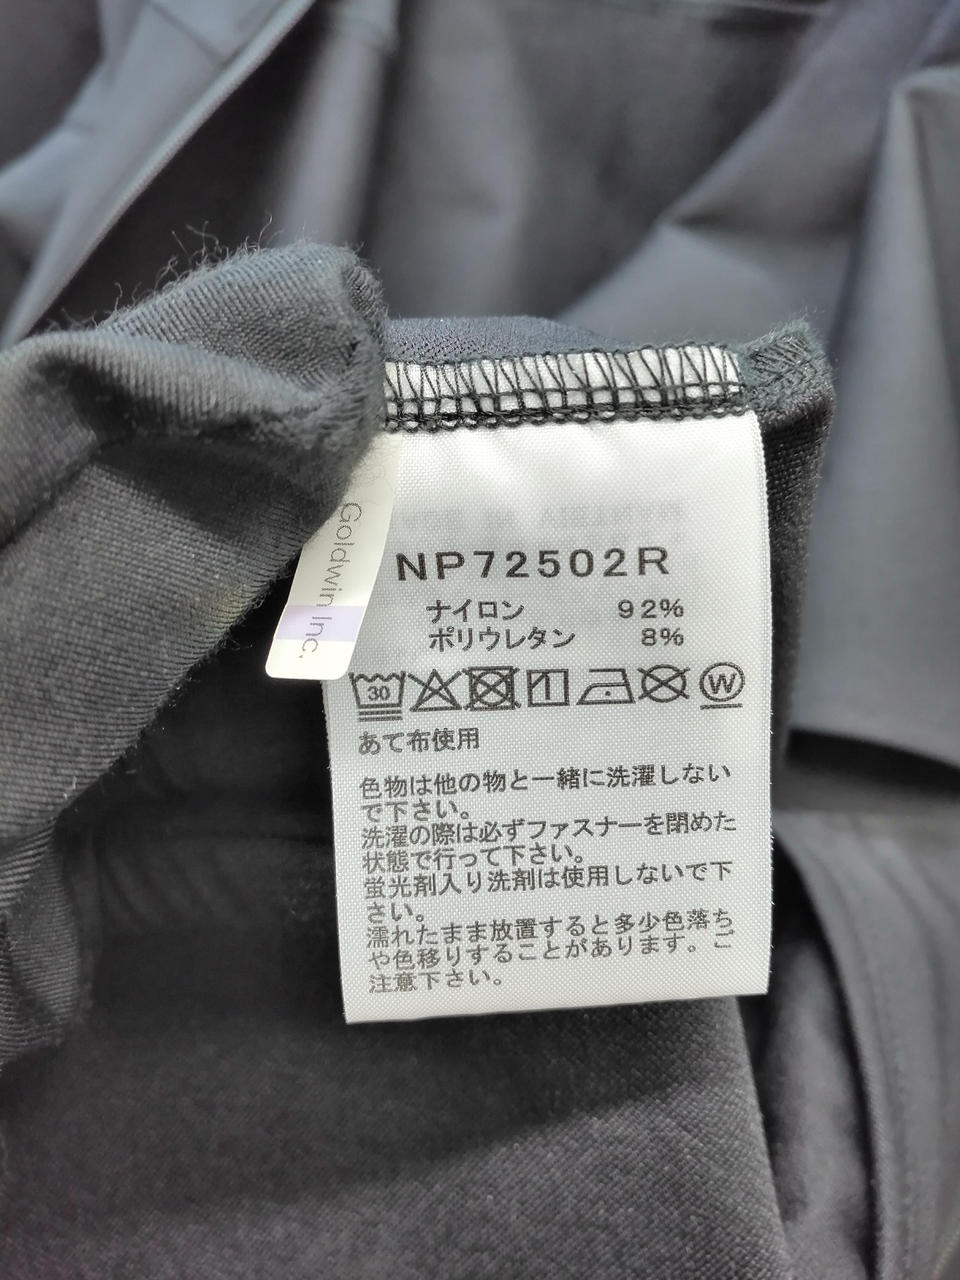 Goldwin Inc.
NP72502R
ナイロン 92%
ポリウレタン 8%
30 W
あて布使用
色物は他の物と一緒に洗濯しない
で下さい。
洗濯の際は必ずファスナーを閉めた
状態で行って下さい。
蛍光剤入り洗剤は使用しないで下
さい。
濡れたまま放置すると多少色落ち
や色移りすることがあります。ご
注意下さい。